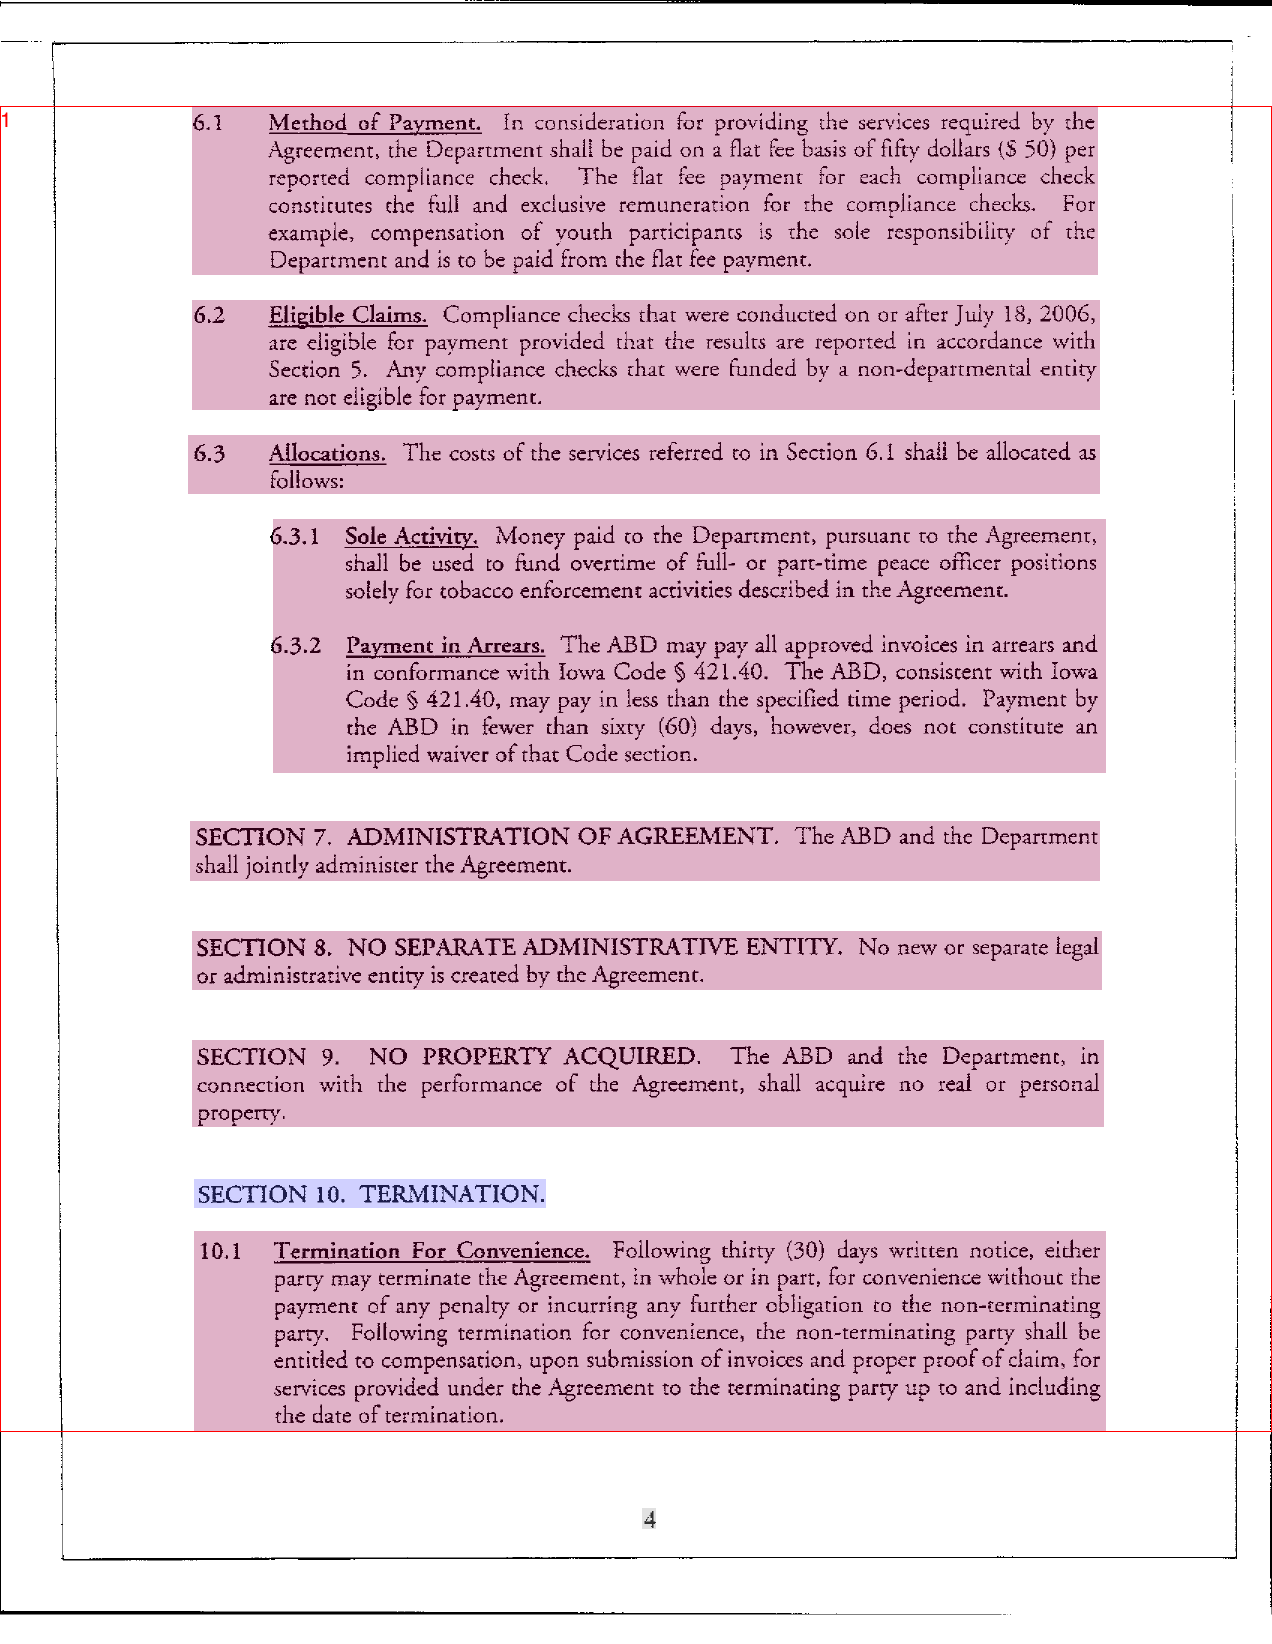 1
6.1 Method of Payment. In consideration for providing the services required by the
Agreement, the Department shall be paid on a flat fee basis of fifty dollars ($ 50) per
reported compliance check. The flat fee payment for each compliance check
constitutes the full and exclusive remuneration for the compliance checks. For
example, compensation of youth participants is the sole responsibility of the
Department and is to be paid from the flat fee payment.
6.2 Eligible Claims. Compliance checks that were conducted on or after July 18, 2006,
are eligible for payment provided that the results are reported in accordance with
Section 5. Any compliance checks that were funded by a non-departmental entity
are not eligible for payment.
6.3 Allocations. The costs of the services referred to in Section 6.1 shall be allocated as
follows:
6.3.1 Sole Activity. Money paid to the Department, pursuant to the Agreement,
shall be used to fund overtime of full- or part-time peace officer positions
solely for tobacco enforcement activities described in the Agreement.
6.3.2 Payment in Arrears. The ABD may pay all approved invoices in arrears and
in conformance with Iowa Code § 421.40. The ABD, consistent with Iowa
Code § 421.40, may pay in less than the specified time period. Payment by
the ABD in fewer than sixty (60) days, however, does not constitute an
implied waiver of that Code section.
SECTION 7. ADMINISTRATION OF AGREEMENT. The ABD and the Department
shall jointly administer the Agreement.
SECTION 8. NO SEPARATE ADMINISTRATIVE ENTITY. No new or separate legal
or administrative entity is created by the Agreement.
SECTION 9. NO PROPERTY ACQUIRED. The ABD and the Department, in
connection with the performance of the Agreement, shall acquire no real or personal
property.
SECTION 10. TERMINATION.
10.1 Termination For Convenience. Following thirty (30) days written notice, either
party may terminate the Agreement, in whole or in part, for convenience without the
payment of any penalty or incurring any further obligation to the non-terminating
party. Following termination for convenience, the non-terminating party shall be
entitled to compensation, upon submission of invoices and proper proof of claim, for
services provided under the Agreement to the terminating party up to and including
the date of termination.
4